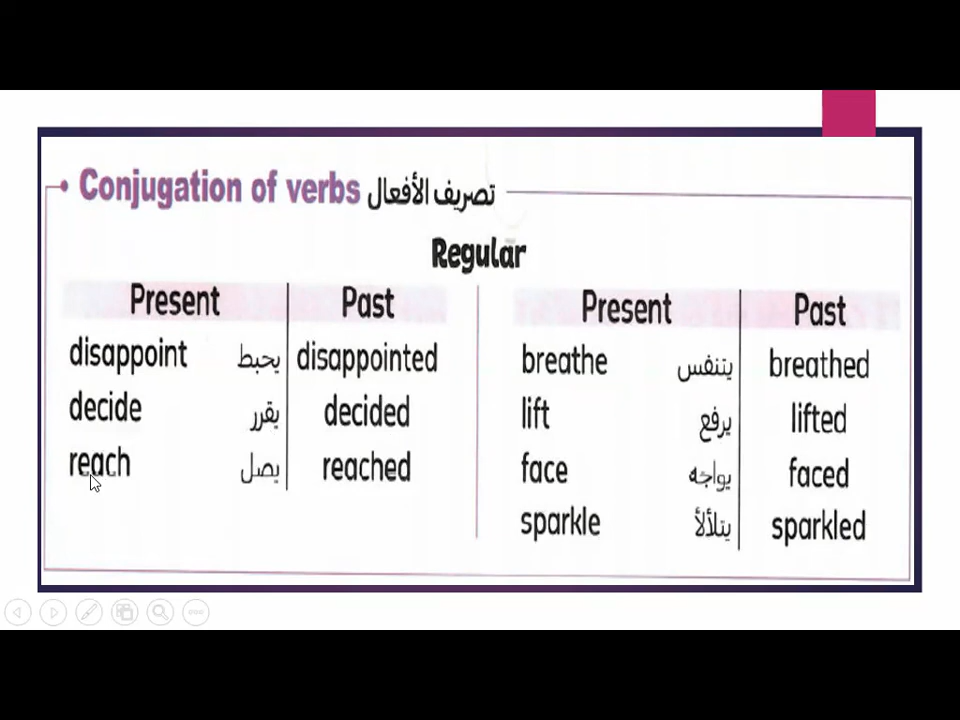 • Conjugation of verbs تصريف الأفعال
Regular
Present Past
disappoint يحبط disappointed
decide يقرر decided
reach يصل reached
Present Past
breathe يتنفس breathed
lift يرفع lifted
face يواجه faced
sparkle يتلألأ sparkled